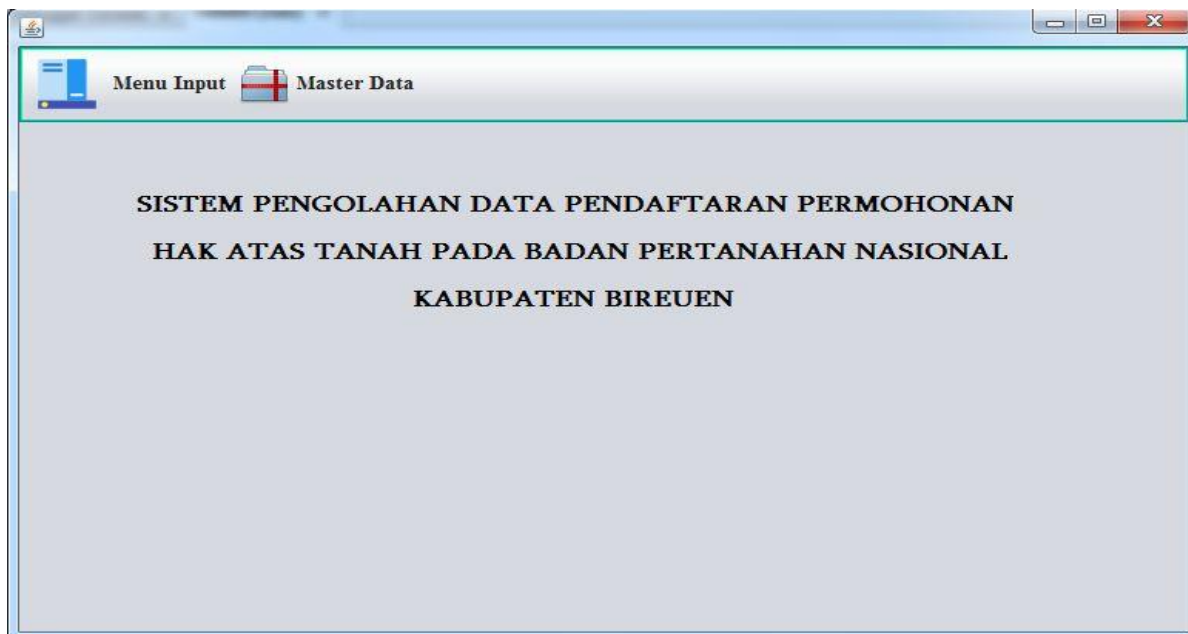 Menu Input Master Data
SISTEM PENGOLAHAN DATA PENDAFTARAN PERMOHONAN
HAK ATAS TANAH PADA BADAN PERTANAHAN NASIONAL
KABUPATEN BIREUEN